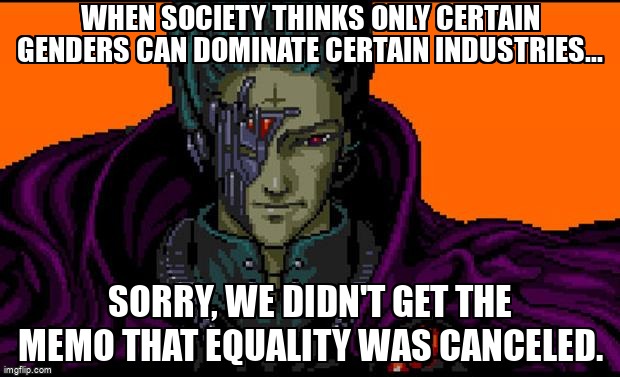 WHEN SOCIETY THINKS ONLY CERTAIN
GENDERS CAN DOMINATE CERTAIN INDUSTRIES...
SORRY, WE DIDN'T GET THE
MEMO THAT EQUALITY WAS CANCELED.
imgflip.com